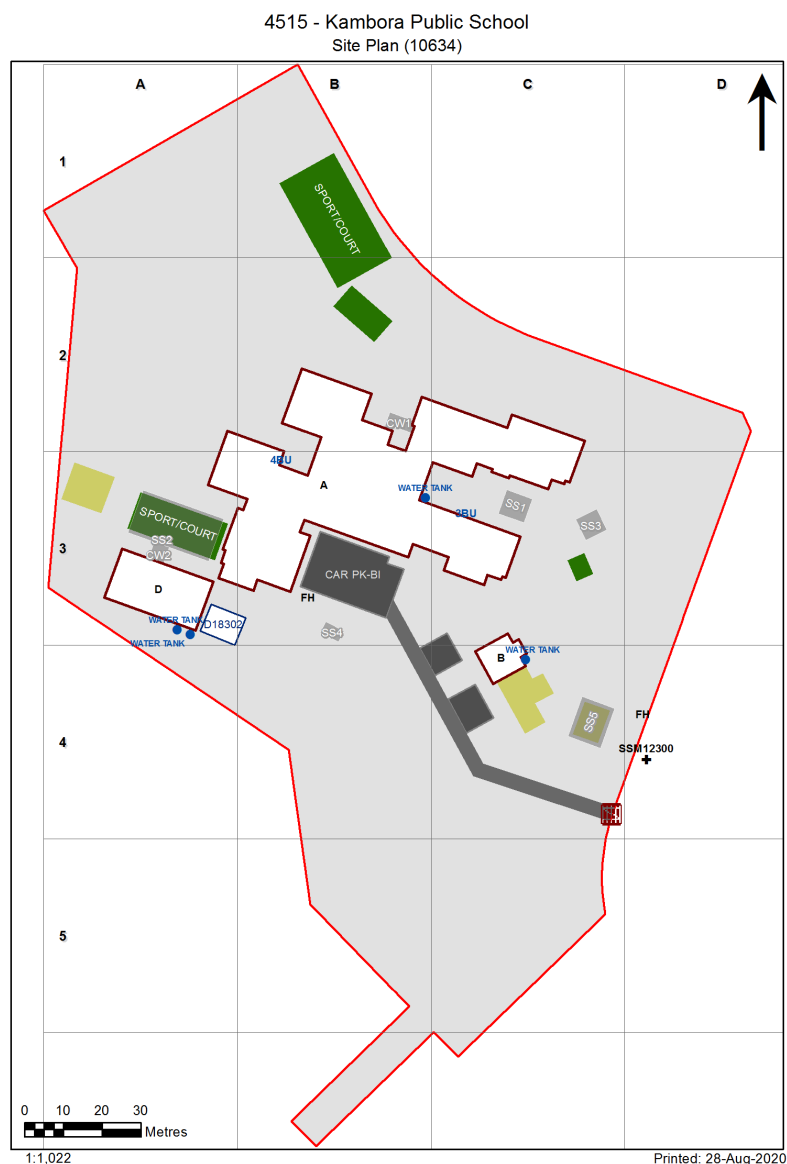 4515 - Kambora Public School
Site Plan (10634)
A B C D
1
SPORT/COURT
2
CW1
4BU
A
WATER TANK
SS1
3BU
SPORT/COURT
SS3
SS2
3
CW2
CAR PK-BI
D
FH
WATER TANK
D18302
SS4
WATER TANK
WATER TANK
B
FH
SS5
4
SSM12300
5
0 10 20 30
Metres
1:1,022
Printed: 28-Aug-2020